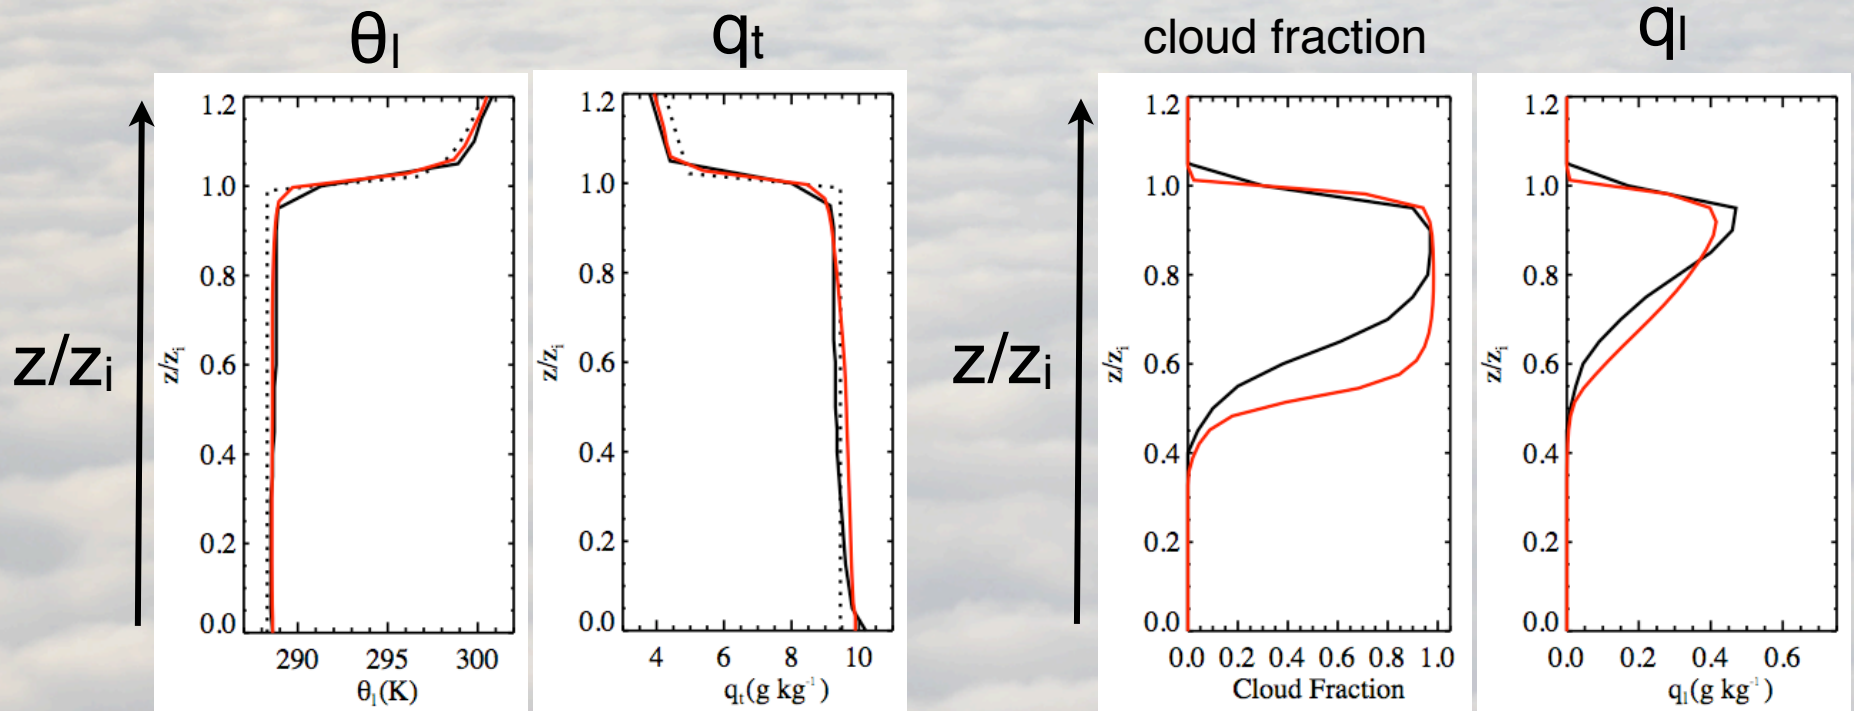 θl
qt
cloud fraction
ql
z/zi
z/zi
1.2
1.0
0.8
0.6
0.4
0.2
0.0
z/zi
290 295 300
θl(K)
1.2
1.0
0.8
0.6
0.4
0.2
0.0
z/zi
4 6 8 10
qt(g kg-1)
1.2
1.0
0.8
0.6
0.4
0.2
0.0
z/zi
0.0 0.2 0.4 0.6 0.8 1.0
Cloud Fraction
1.2
1.0
0.8
0.6
0.4
0.2
0.0
z/zi
0.0 0.2 0.4 0.6
ql(g kg-1)